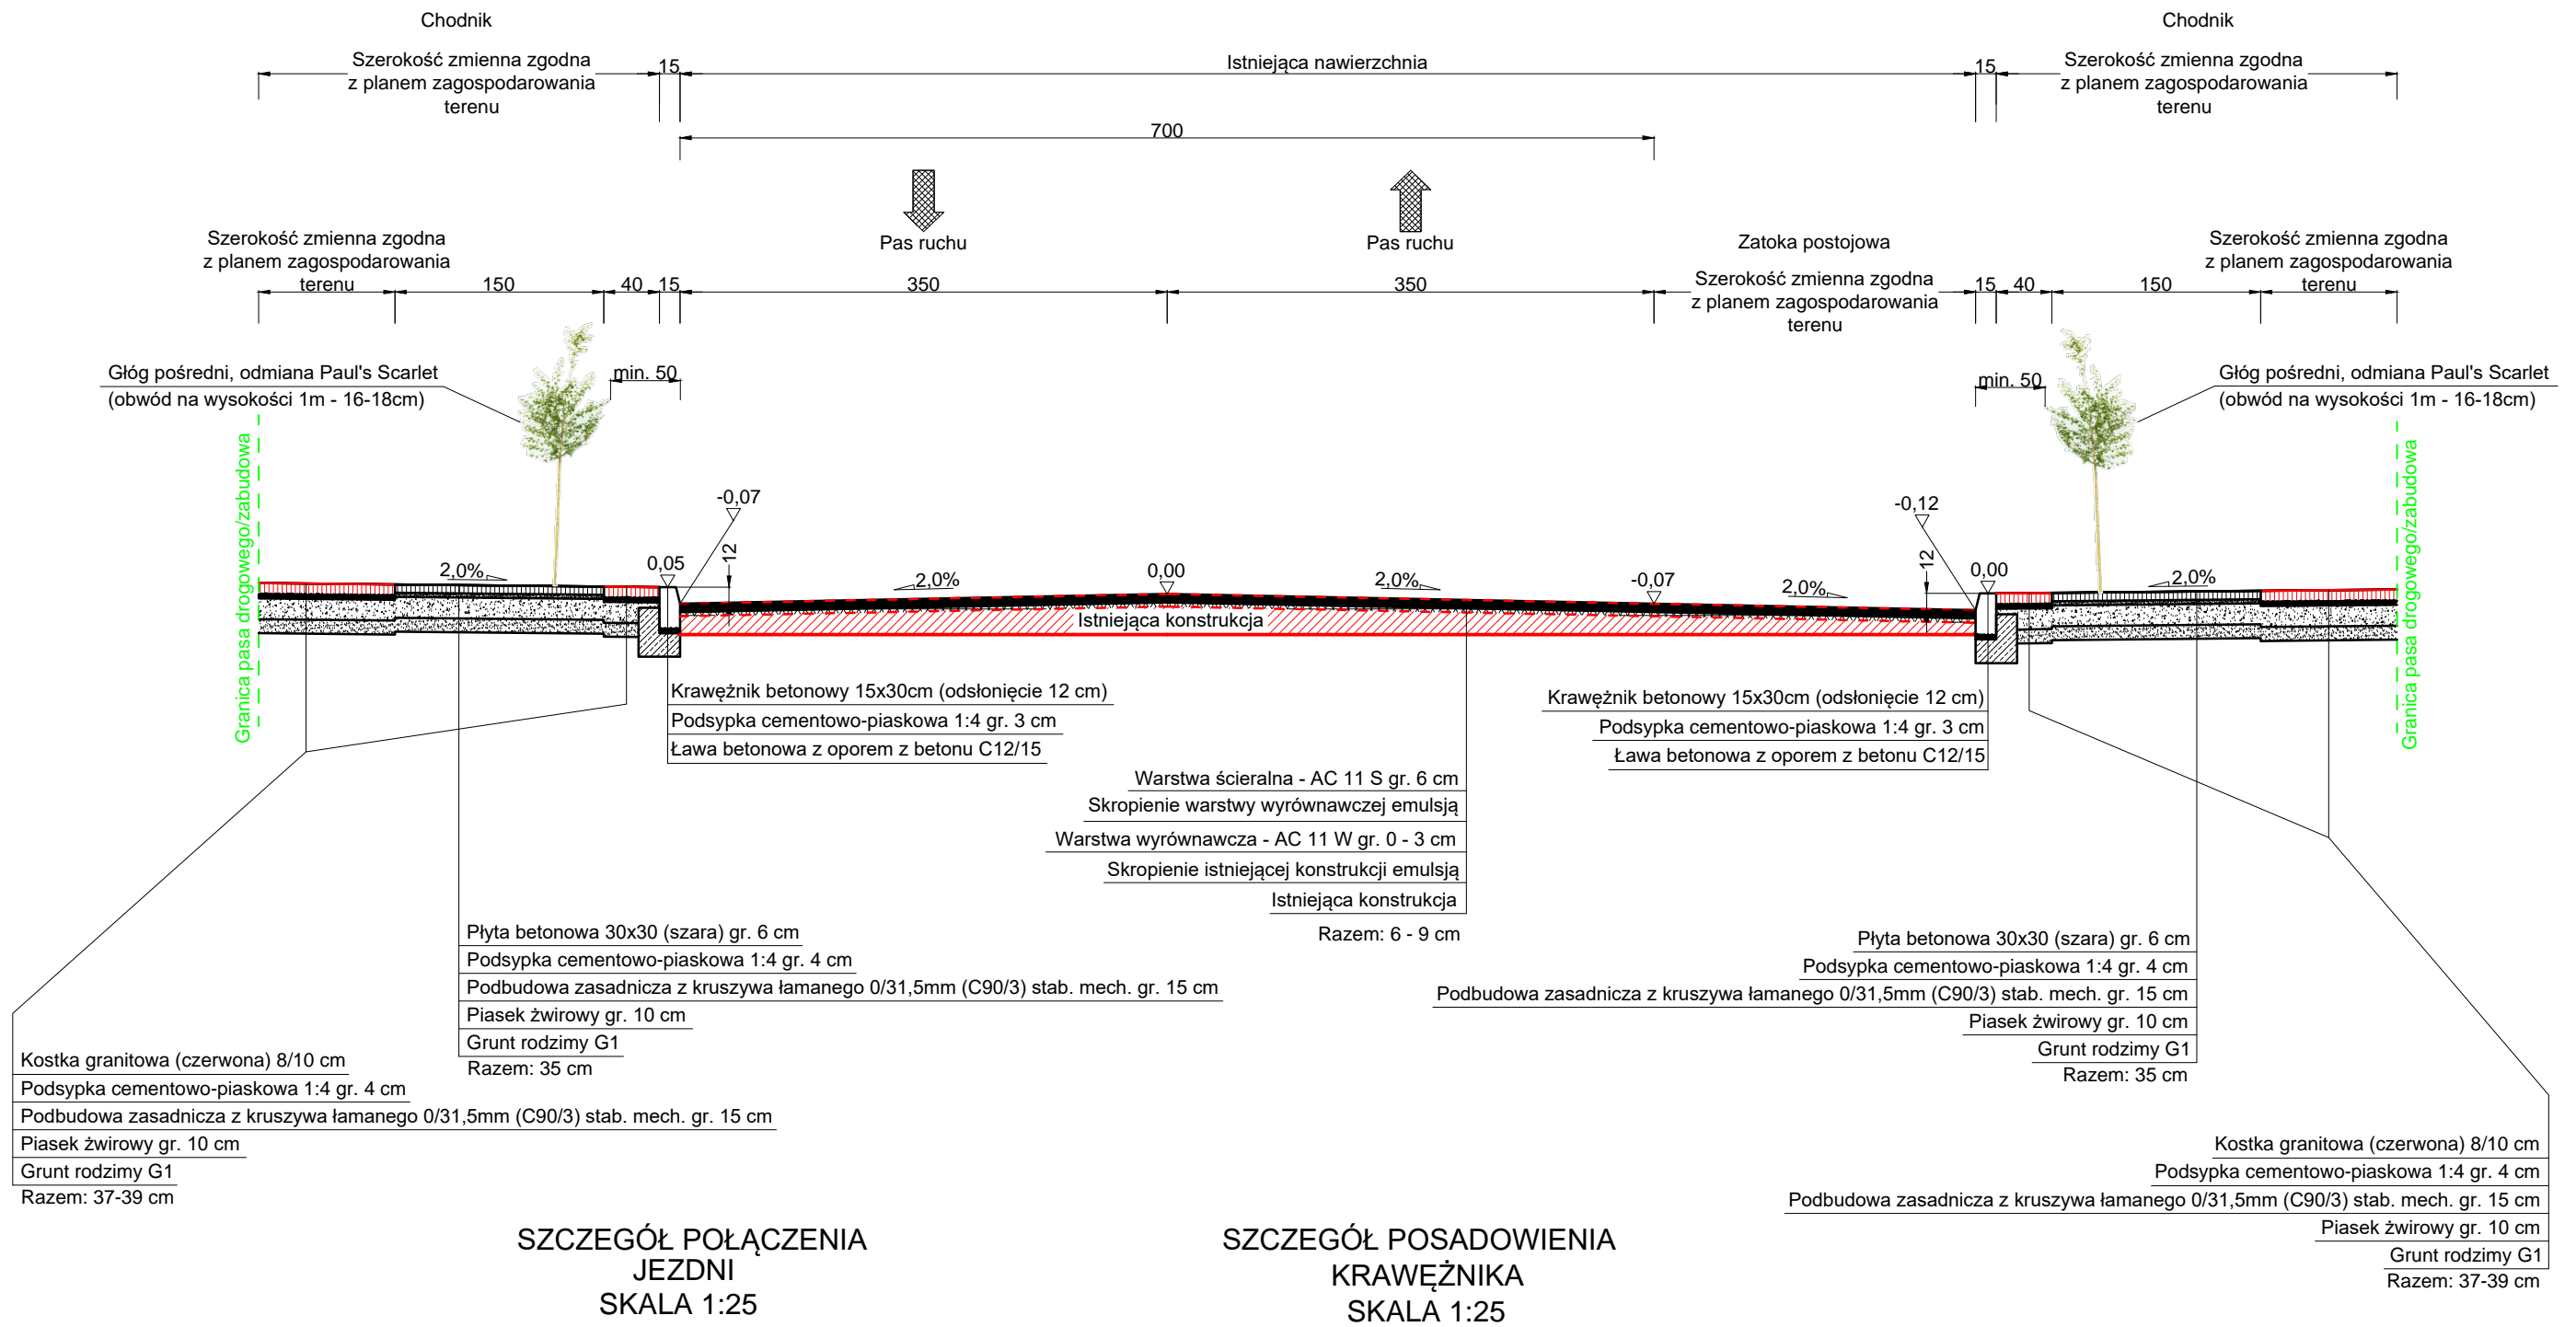 Chodnik
Chodnik
Szerokość zmienna zgodna
z planem zagospodarowania
terenu
15
Istniejąca nawierzchnia
15
Szerokość zmienna zgodna
z planem zagospodarowania
terenu
700
Pas ruchu
Pas ruchu
Zatoka postojowa
Szerokość zmienna zgodna
z planem zagospodarowania
terenu
150
40
15
350
350
Szerokość zmienna zgodna
z planem zagospodarowania
terenu
15
40
150
Szerokość zmienna zgodna
z planem zagospodarowania
terenu
Głóg pośredni, odmiana Paul's Scarlet
(obwód na wysokości 1m - 16-18cm)
min. 50
min. 50
Głóg pośredni, odmiana Paul's Scarlet
(obwód na wysokości 1m - 16-18cm)
Granica pasa drogowego/zabudowa
Granica pasa drogowego/zabudowa
-0,07
-0,12
2,0%
0,05
12
2,0%
0,00
2,0%
-0,07
2,0%
12
0,00
2,0%
Istniejąca konstrukcja
Krawężnik betonowy 15x30cm (odsłonięcie 12 cm)
Podsypka cementowo-piaskowa 1:4 gr. 3 cm
Ława betonowa z oporem z betonu C12/15
Krawężnik betonowy 15x30cm (odsłonięcie 12 cm)
Podsypka cementowo-piaskowa 1:4 gr. 3 cm
Ława betonowa z oporem z betonu C12/15
Warstwa ścieralna - AC 11 S gr. 6 cm
Skropienie warstwy wyrównawczej emulsją
Warstwa wyrównawcza - AC 11 W gr. 0 - 3 cm
Skropienie istniejącej konstrukcji emulsją
Istniejąca konstrukcja
Razem: 6 - 9 cm
Płyta betonowa 30x30 (szara) gr. 6 cm
Podsypka cementowo-piaskowa 1:4 gr. 4 cm
Podbudowa zasadnicza z kruszywa łamanego 0/31,5mm (C90/3) stab. mech. gr. 15 cm
Piasek żwirowy gr. 10 cm
Grunt rodzimy G1
Razem: 35 cm
Płyta betonowa 30x30 (szara) gr. 6 cm
Podsypka cementowo-piaskowa 1:4 gr. 4 cm
Podbudowa zasadnicza z kruszywa łamanego 0/31,5mm (C90/3) stab. mech. gr. 15 cm
Piasek żwirowy gr. 10 cm
Grunt rodzimy G1
Razem: 35 cm
Kostka granitowa (czerwona) 8/10 cm
Podsypka cementowo-piaskowa 1:4 gr. 4 cm
Podbudowa zasadnicza z kruszywa łamanego 0/31,5mm (C90/3) stab. mech. gr. 15 cm
Piasek żwirowy gr. 10 cm
Grunt rodzimy G1
Razem: 37-39 cm
Kostka granitowa (czerwona) 8/10 cm
Podsypka cementowo-piaskowa 1:4 gr. 4 cm
Podbudowa zasadnicza z kruszywa łamanego 0/31,5mm (C90/3) stab. mech. gr. 15 cm
Piasek żwirowy gr. 10 cm
Grunt rodzimy G1
Razem: 37-39 cm
SZCZEGÓŁ POŁĄCZENIA
JEZDNI
SKALA 1:25
SZCZEGÓŁ POSADOWIENIA
KRAWĘŻNIKA
SKALA 1:25